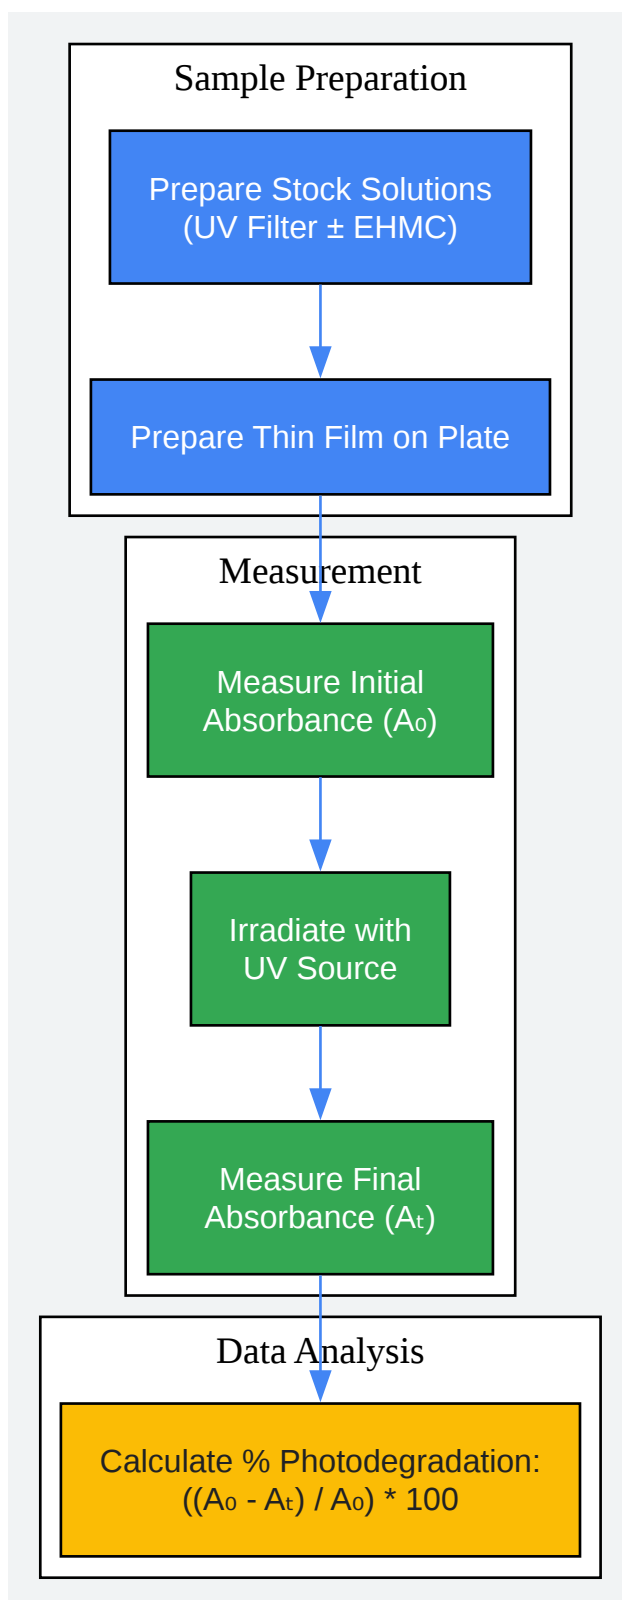 Sample Preparation
Prepare Stock Solutions
(UV Filter ± EHMC)
Prepare Thin Film on Plate
Measurement
Measure Initial
Absorbance (A₀)
Irradiate with
UV Source
Measure Final
Absorbance (Aₜ)
Data Analysis
Calculate % Photodegradation:
((A₀ - Aₜ) / A₀) * 100